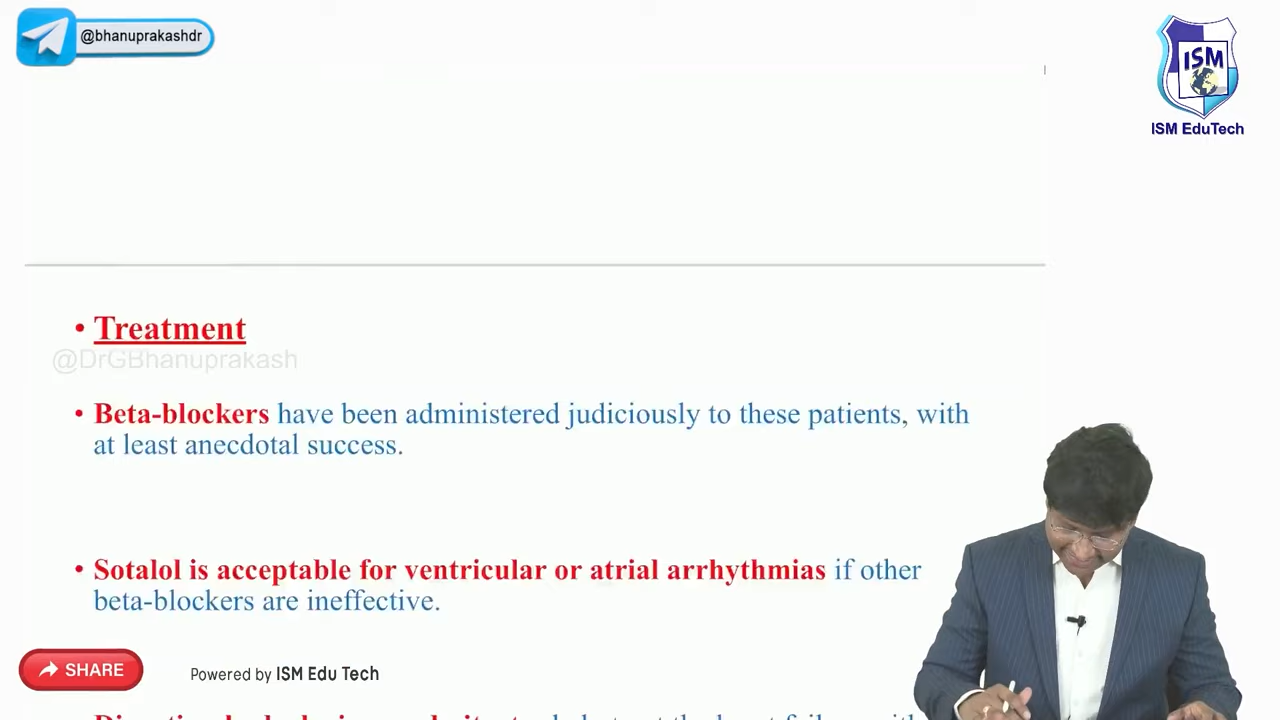 @bhanuprakashdr
ISM
ISM EduTech
• Treatment
@DrGBhanuprakash
• Beta-blockers have been administered judiciously to these patients, with
at least anecdotal success.
• Sotalol is acceptable for ventricular or atrial arrhythmias if other
beta-blockers are ineffective.
SHARE
Powered by ISM Edu Tech